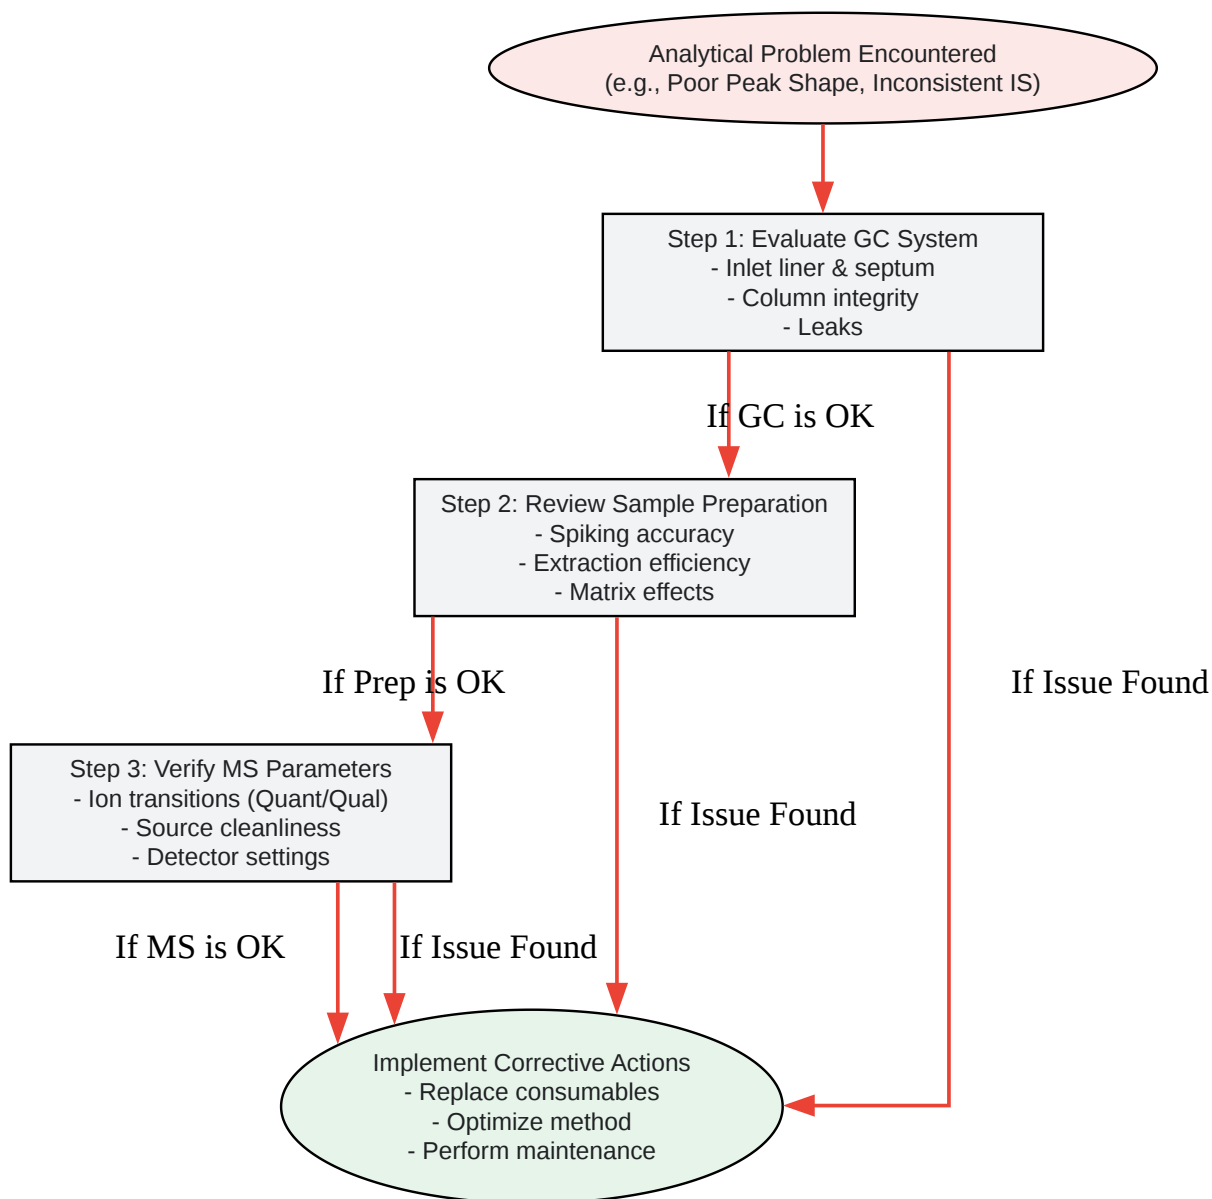 Analytical Problem Encountered
(e.g., Poor Peak Shape, Inconsistent IS)
Step 1: Evaluate GC System
- Inlet liner & septum
- Column integrity
- Leaks
If GC is OK
Step 2: Review Sample Preparation
- Spiking accuracy
- Extraction efficiency
- Matrix effects
If Prep is OK
If Issue Found
Step 3: Verify MS Parameters
- Ion transitions (Quant/Qual)
- Source cleanliness
- Detector settings
If Issue Found
If MS is OK
If Issue Found
Implement Corrective Actions
- Replace consumables
- Optimize method
- Perform maintenance